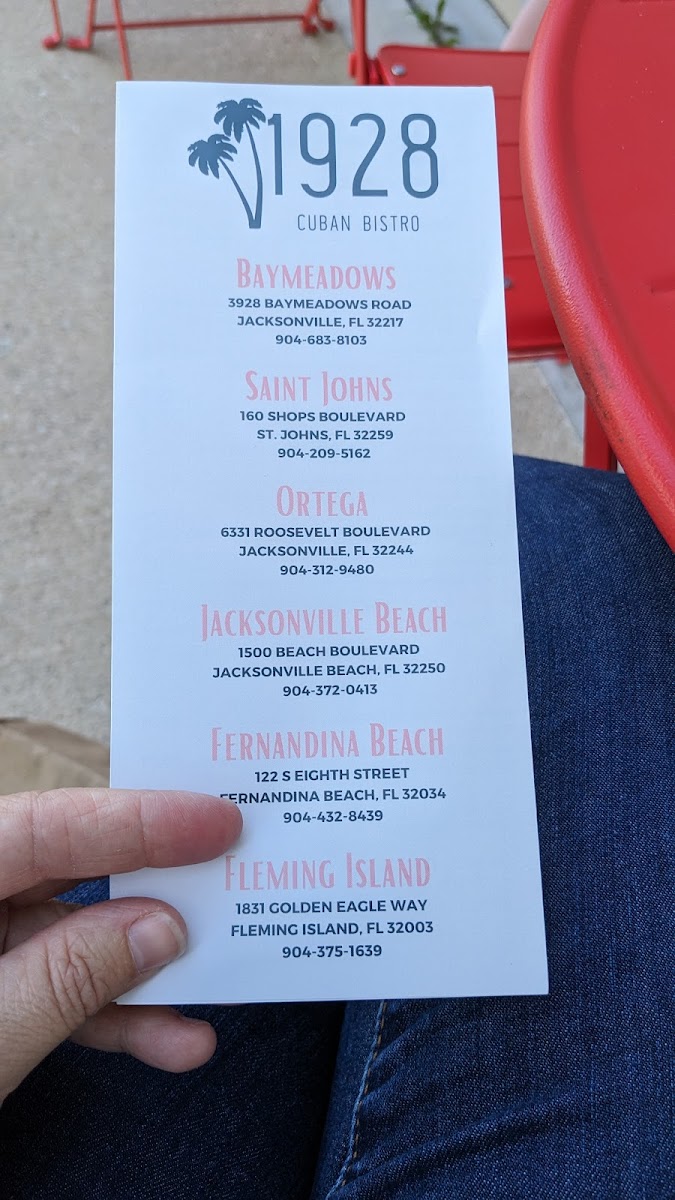 1928
CUBAN BISTRO
BAYMEADOWS
3928 BAYMEADOWS ROAD
JACKSONVILLE, FL 32217
904-683-8103
SAINT JOHNS
160 SHOPS BOULEVARD
ST. JOHNS, FL 32259
904-209-5162
ORTEGA
6331 ROOSEVELT BOULEVARD
JACKSONVILLE, FL 32244
904-312-9480
JACKSONVILLE BEACH
1500 BEACH BOULEVARD
JACKSONVILLE BEACH, FL 32250
904-372-0413
FERNANDINA BEACH
122 S EIGHTH STREET
FERNANDINA BEACH, FL 32034
904-432-8439
FLEMING ISLAND
1831 GOLDEN EAGLE WAY
FLEMING ISLAND, FL 32003
904-375-1639